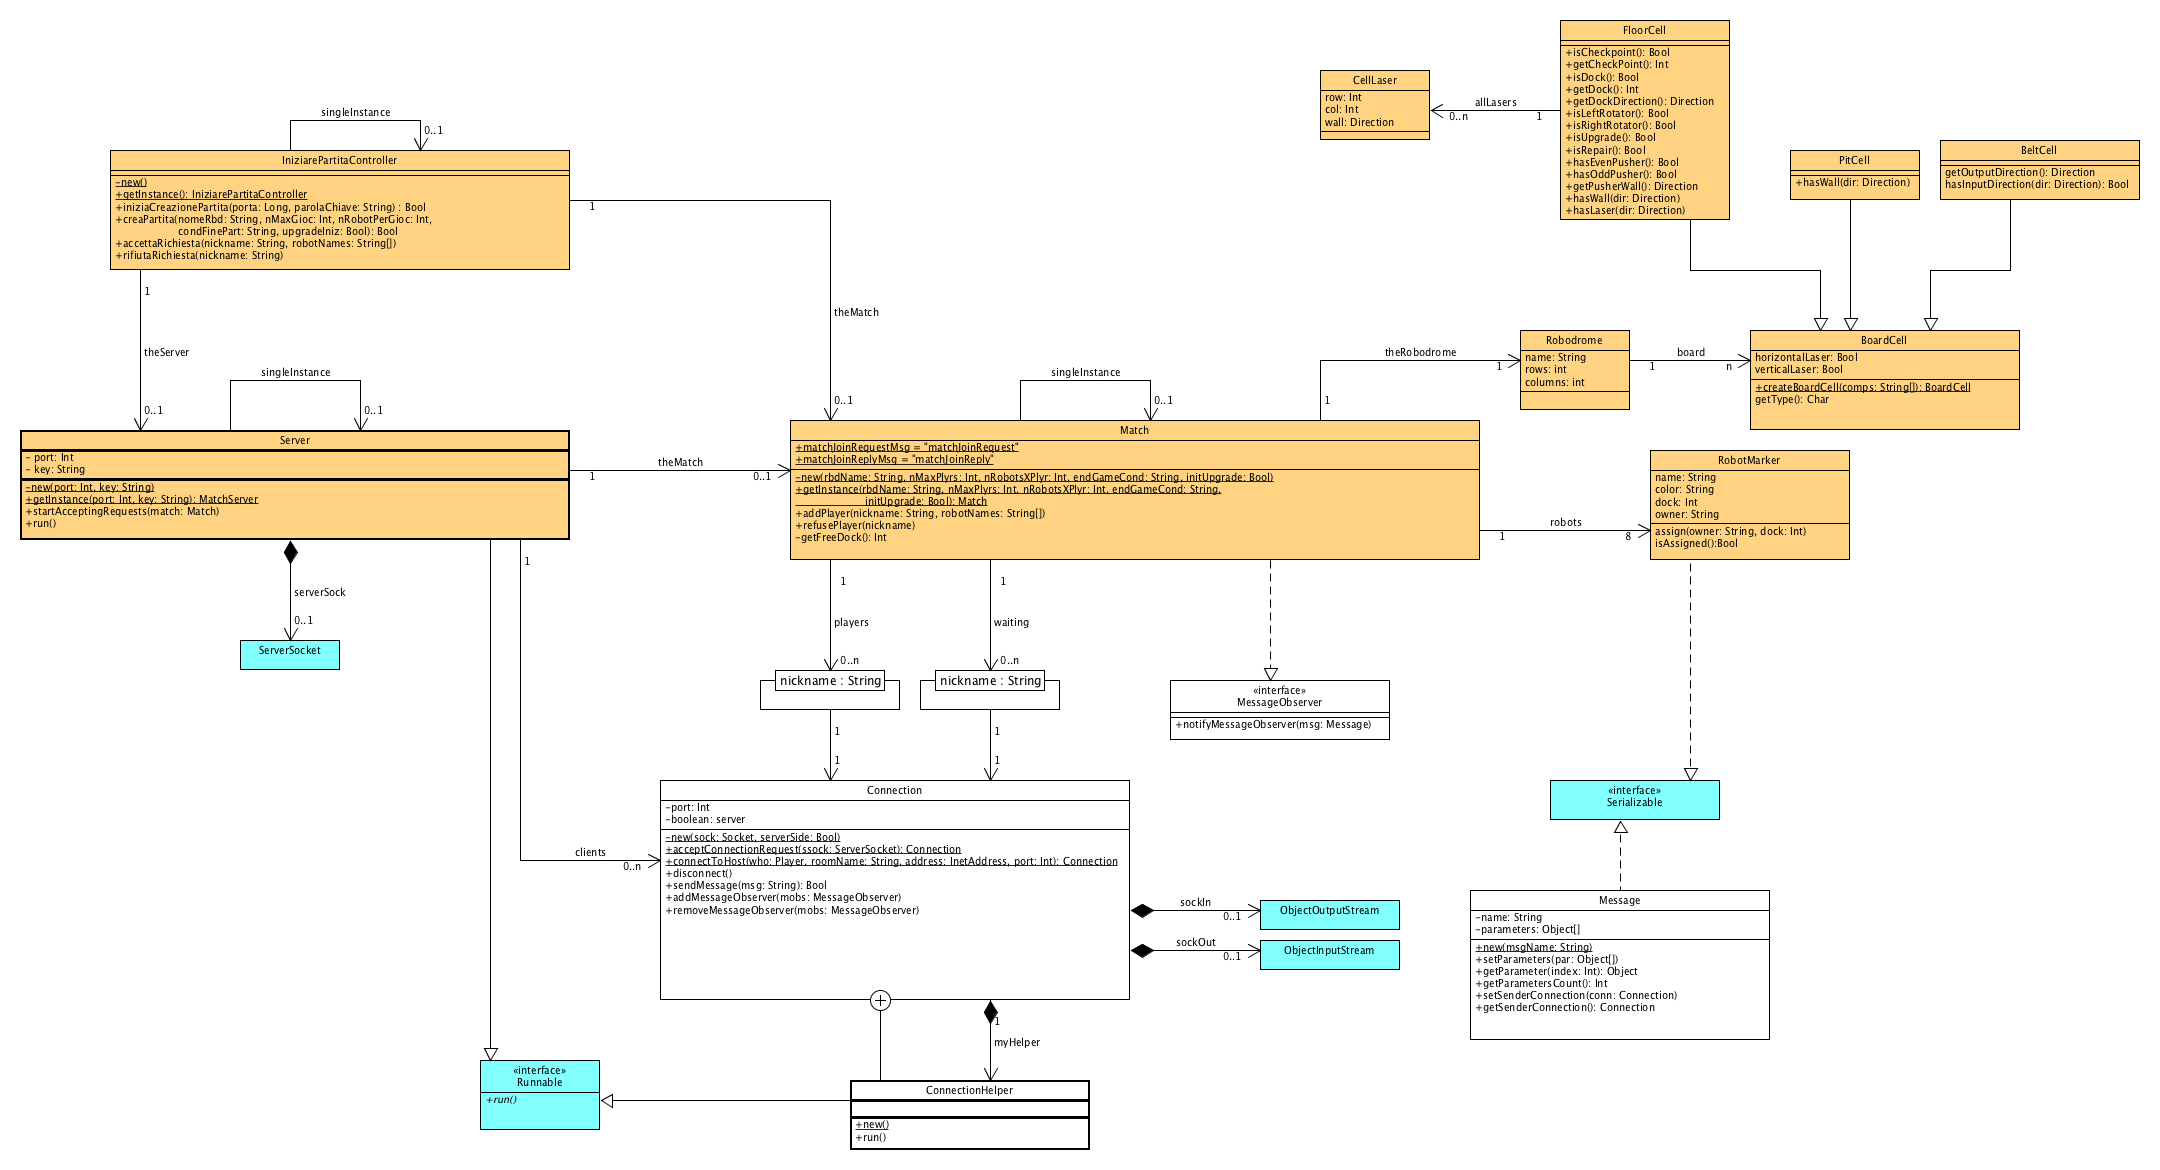 FloorCell
+isCheckpoint(): Bool
+getCheckPoint(): Int
+isDock(): Bool
+getDock(): Int
+getDockDirection(): Direction
+isLeftRotator(): Bool
+isRightRotator(): Bool
+isUpgrade(): Bool
+isRepair(): Bool
+hasEvenPusher(): Bool
+hasOddPusher(): Bool
+getPusherWall(): Direction
+hasWall(dir: Direction)
+hasLaser(dir: Direction)
CellLaser
row: Int
col: Int
wall: Direction
allLasers
0..n
1
PitCell
+hasWall(dir: Direction)
BeltCell
getOutputDirection(): Direction
hasInputDirection(dir: Direction): Bool
singleInstance
0..1
IniziarePartitaController
-new()
+getInstance(): IniziarePartitaController
+iniziaCreazionePartita(porta: Long, parolaChiave: String) : Bool
+creaPartita(nomeRbd: String, nMaxGioc: Int, nRobotPerGioc: Int,
condFinePart: String, upgradeIniz: Bool): Bool
+accettaRichiesta(nickname: String, robotNames: String[])
+rifiutaRichiesta(nickname: String)
1
theMatch
0..1
1
theServer
0..1
singleInstance
0..1
Server
- port: Int
- key: String
-new(port: Int, key: String)
+getInstance(port: Int, key: String): MatchServer
+startAcceptingRequests(match: Match)
+run()
theMatch
1
0..1
singleInstance
0..1
theRobodrome
1
1
Robodrome
name: String
rows: int
columns: int
board
1
n
BoardCell
horizontalLaser: Bool
verticalLaser: Bool
+createBoardCell(comps: String[]): BoardCell
getType(): Char
Match
+matchJoinRequestMsg = "matchJoinRequest"
+matchJoinReplyMsg = "matchJoinReply"
-new(rbdName: String, nMaxPlyrs: Int, nRobotsXPlyr: Int, endGameCond: String, initUpgrade: Bool)
+getInstance(rbdName: String, nMaxPlyrs: Int, nRobotsXPlyr: Int, endGameCond: String,
initUpgrade: Bool): Match
+addPlayer(nickname: String, robotNames: String[])
+refusePlayer(nickname)
-getFreeDock(): Int
robots
1
8
RobotMarker
name: String
color: String
dock: Int
owner: String
assign(owner: String, dock: Int)
isAssigned():Bool
serverSock
0..1
ServerSocket
1
1
players
0..n
nickname : String
1
1
1
waiting
0..n
nickname : String
1
1
«interface»
MessageObserver
+notifyMessageObserver(msg: Message)
clients
0..n
Connection
-port: Int
-boolean: server
-new(sock: Socket, serverSide: Bool)
+acceptConnectionRequest(ssock: ServerSocket): Connection
+connectToHost(who: Player, roomName: String, address: InetAddress, port: Int): Connection
+disconnect()
+sendMessage(msg: String): Bool
+addMessageObserver(mobs: MessageObserver)
+removeMessageObserver(mobs: MessageObserver)
sockIn
0..1
ObjectOutputStream
sockOut
0..1
ObjectInputStream
«interface»
Serializable
Message
-name: String
-parameters: Object[]
+new(msgName: String)
+setParameters(par: Object[])
+getParameter(index: Int): Object
+getParametersCount(): Int
+setSenderConnection(conn: Connection)
+getSenderConnection(): Connection
1
myHelper
«interface»
Runnable
+run()
ConnectionHelper
+new()
+run()